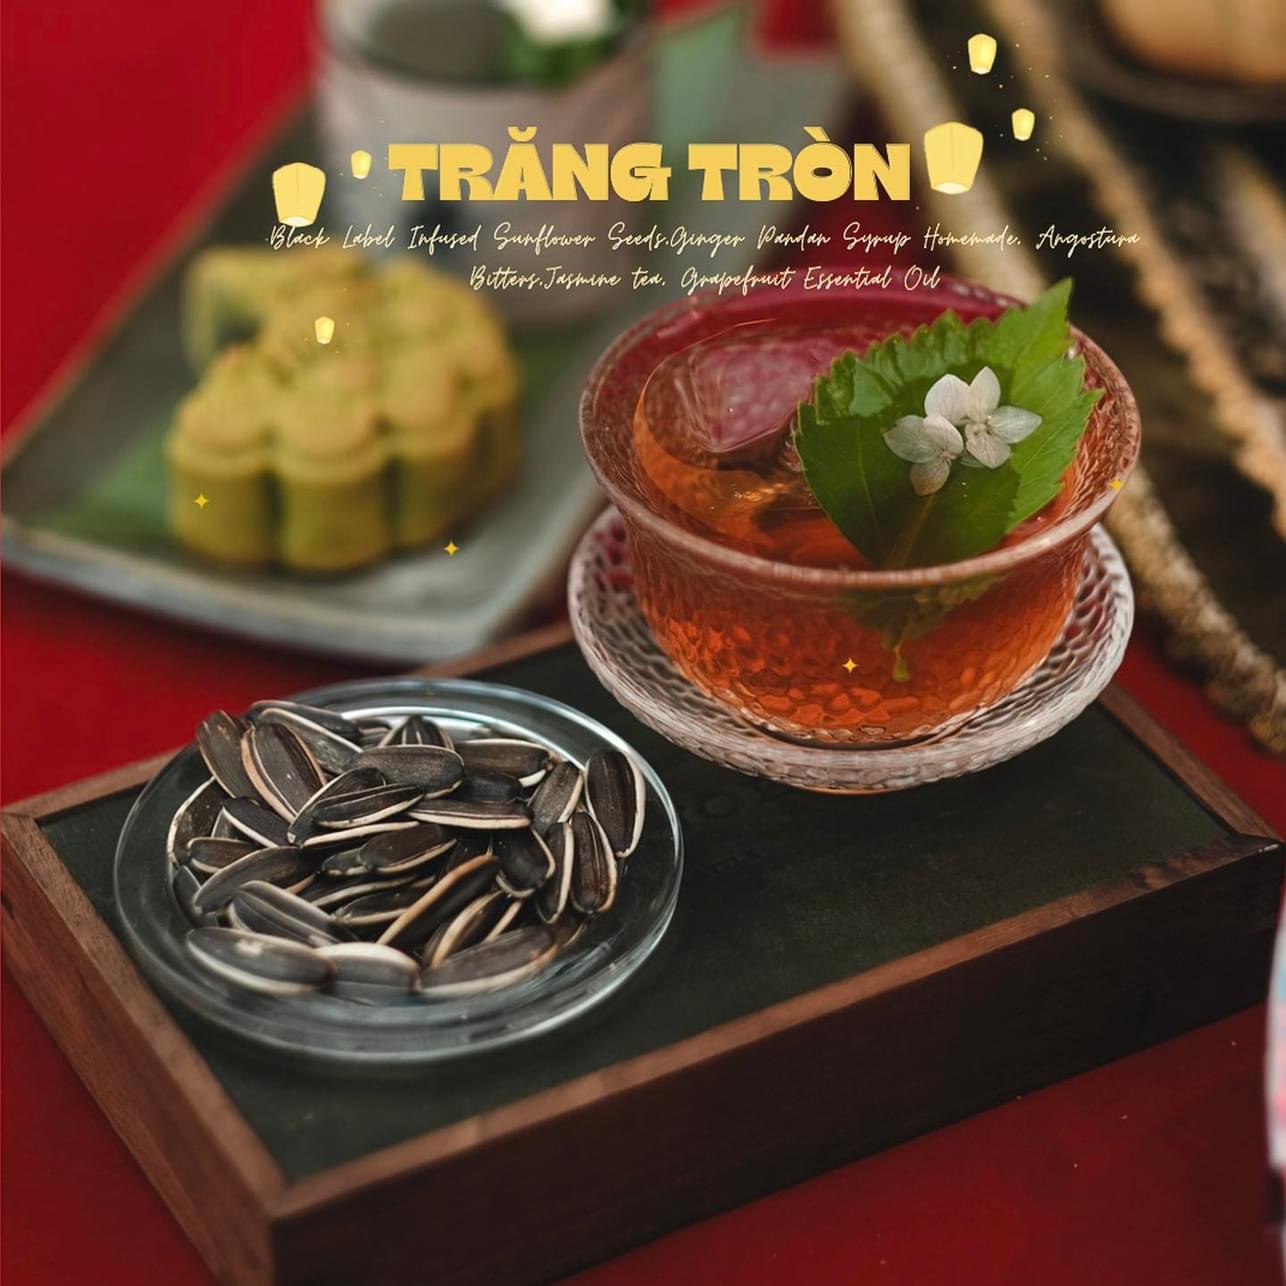 TRĂNG TRÒN
Black Label Infused Sunflower Seeds.Ginger Pandan Syrup Homemade. Angostura
Bitters.Jasmine tea. Grapefruit Essential Oil